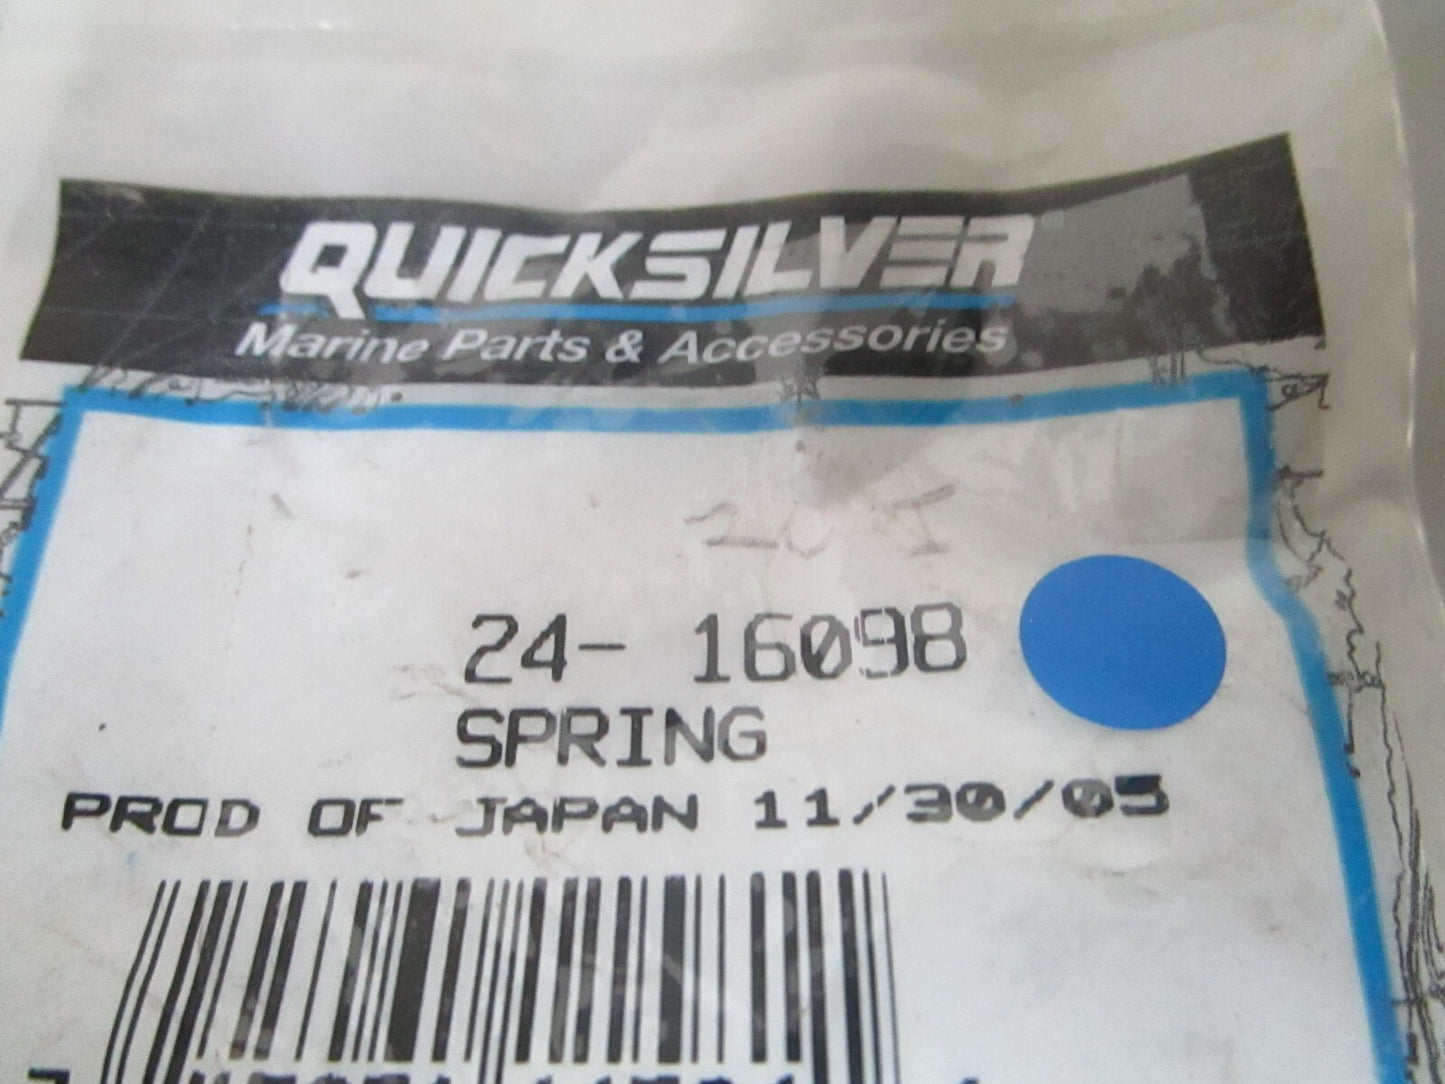 QUICKSILVER®
Marine Parts & Accessories
24- 16098
SPRING
PROD OF JAPAN 11/30/05